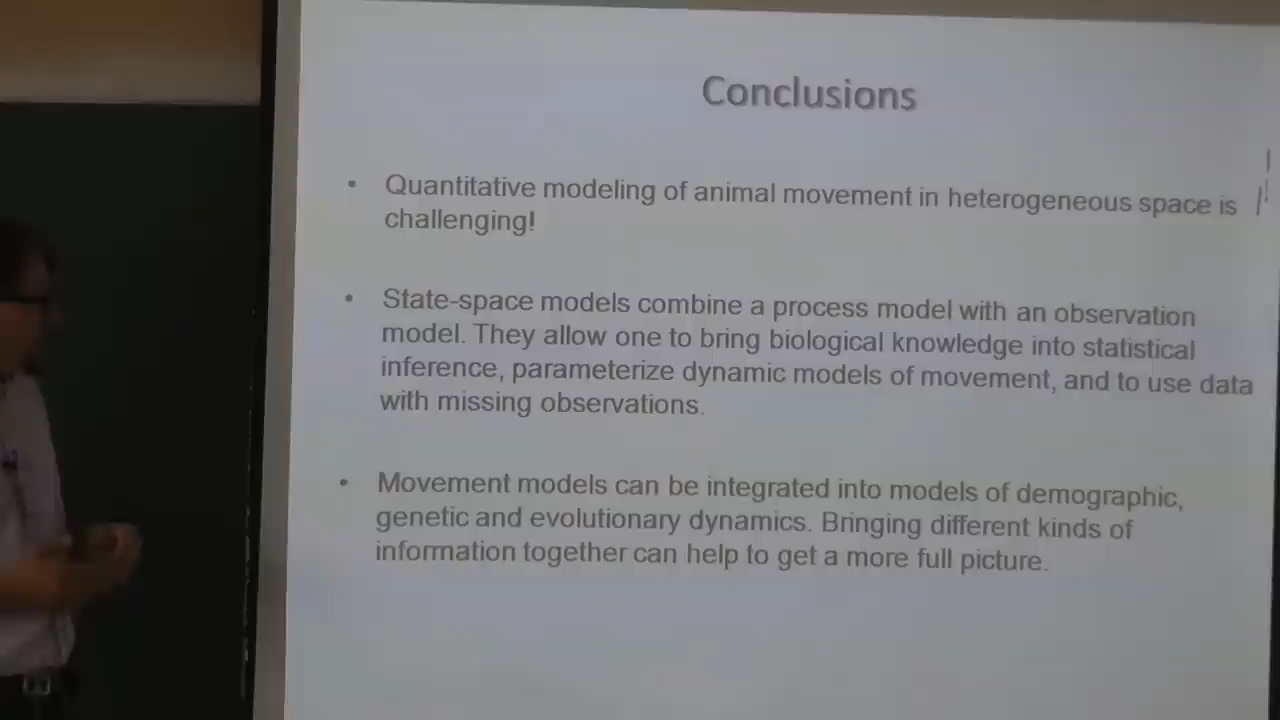 Conclusions
• Quantitative modeling of animal movement in heterogeneous space is
challenging!
• State-space models combine a process model with an observation
model. They allow one to bring biological knowledge into statistical
inference, parameterize dynamic models of movement, and to use data
with missing observations.
• Movement models can be integrated into models of demographic,
genetic and evolutionary dynamics. Bringing different kinds of
information together can help to get a more full picture.